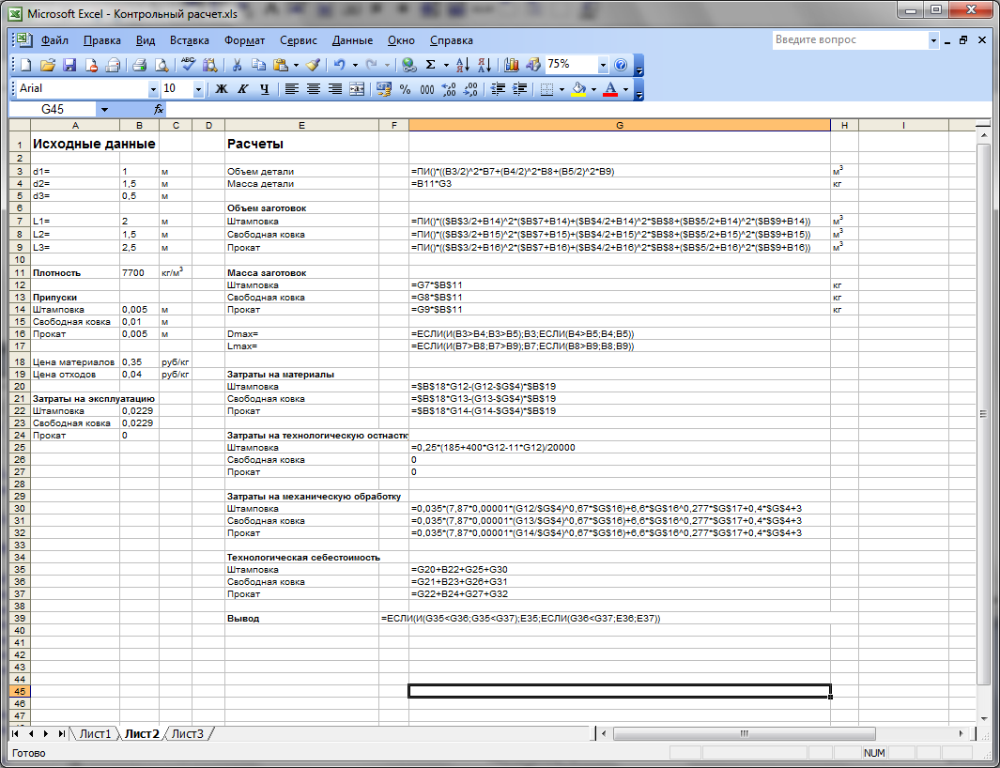 Microsoft Excel - Контрольный расчет.xls
Файл Правка Вид Вставка Формат Сервис Данные Окно Справка Введите вопрос
75%
Arial 10 Ж К Ч % 000
G45 fx
A B C D E F G H I
1 Исходные данные Расчеты
2
3 d1= 1 м Объем детали =ПИ()*((B3/2)^2*B7+(B4/2)^2*B8+(B5/2)^2*B9) м3
4 d2= 1,5 м Масса детали =B11*G3 кг
5 d3= 0,5 м
6 Объем заготовок
7 L1= 2 м Штамповка =ПИ()*(($B$3/2+B14)^2*($B$7+B14)+($B$4/2+B14)^2*$B$8+($B$5/2+B14)^2*($B$9+B14)) м3
8 L2= 1,5 м Свободная ковка =ПИ()*(($B$3/2+B15)^2*($B$7+B15)+($B$4/2+B15)^2*$B$8+($B$5/2+B15)^2*($B$9+B15)) м3
9 L3= 2,5 м Прокат =ПИ()*(($B$3/2+B16)^2*($B$7+B16)+($B$4/2+B16)^2*$B$8+($B$5/2+B16)^2*($B$9+B16)) м3
10
11 Плотность 7700 кг/м3 Масса заготовок
12 Штамповка =G7*$B$11 кг
13 Припуски Свободная ковка =G8*$B$11 кг
14 Штамповка 0,005 м Прокат =G9*$B$11 кг
15 Свободная ковка 0,01 м
16 Прокат 0,005 м Dmax= =ЕСЛИ(И(B3>B4;B3>B5);B3;ЕСЛИ(B4>B5;B4;B5))
17 Lmax= =ЕСЛИ(И(B7>B8;B7>B9);B7;ЕСЛИ(B8>B9;B8;B9))
18 Цена материалов 0,35 руб/кг
19 Цена отходов 0,04 руб/кг Затраты на материалы
20 Штамповка =$B$18*G12-(G12-$G$4)*$B$19
21 Затраты на эксплуатацию Свободная ковка =$B$18*G13-(G13-$G$4)*$B$19
22 Штамповка 0,0229 Прокат =$B$18*G14-(G14-$G$4)*$B$19
23 Свободная ковка 0,0229
24 Прокат 0 Затраты на технологическую остнастк
25 Штамповка =0,25*(185+400*G12-11*G12)/20000
26 Свободная ковка 0
27 Прокат 0
28
29 Затраты на механическую обработку
30 Штамповка =0,035*(7,87*0,00001*(G12/$G$4)^0,67*$G$16)+6,6*$G$16^0,277*$G$17+0,4*$G$4+3
31 Свободная ковка =0,035*(7,87*0,00001*(G13/$G$4)^0,67*$G$16)+6,6*$G$16^0,277*$G$17+0,4*$G$4+3
32 Прокат =0,035*(7,87*0,00001*(G14/$G$4)^0,67*$G$16)+6,6*$G$16^0,277*$G$17+0,4*$G$4+3
33
34 Технологическая себестоимость
35 Штамповка =G20+B22+G25+G30
36 Свободная ковка =G21+B23+G26+G31
37 Прокат =G22+B24+G27+G32
38
39 Вывод =ЕСЛИ(И(G35<G36;G35<G37);E35;ЕСЛИ(G36<G37;E36;E37))
40
41
42
43
44
45
46
47
Лист1 Лист2 Лист3
Готово NUM